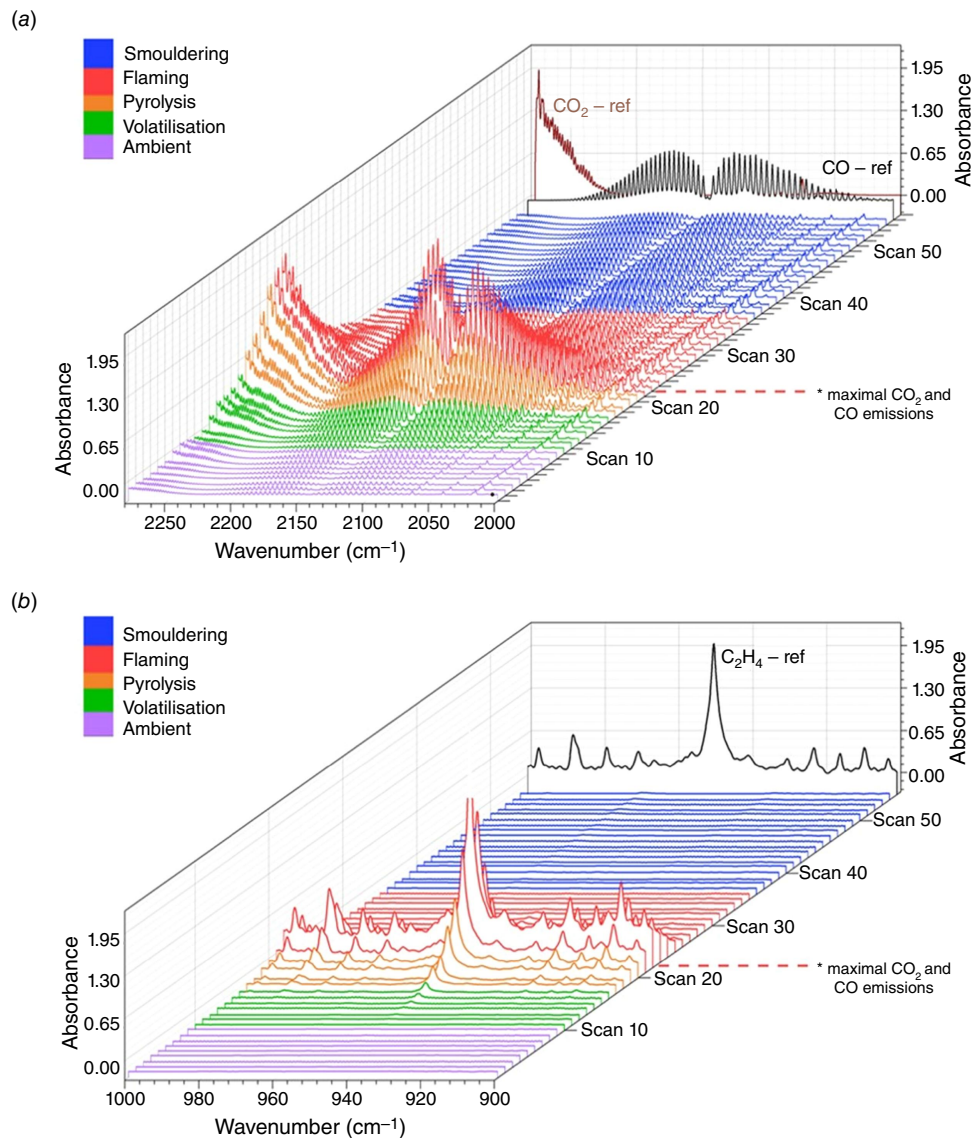 (a)
Smouldering
Flaming
Pyrolysis
Volatilisation
Ambient
CO₂ – ref
CO – ref
1.95
1.30
0.65
0.00
Absorbance
Scan 50
Scan 40
Scan 30
Scan 20
Scan 10
* maximal CO₂ and
CO emissions
1.95
1.30
0.65
0.00
Absorbance
2250 2200 2150 2100 2050 2000
Wavenumber (cm⁻¹)
(b)
Smouldering
Flaming
Pyrolysis
Volatilisation
Ambient
C₂H₄ – ref
1.95
1.30
0.65
0.00
Absorbance
Scan 50
Scan 40
Scan 30
Scan 20
Scan 10
* maximal CO₂ and
CO emissions
1.95
1.30
0.65
0.00
Absorbance
1000 980 960 940 920 900
Wavenumber (cm⁻¹)